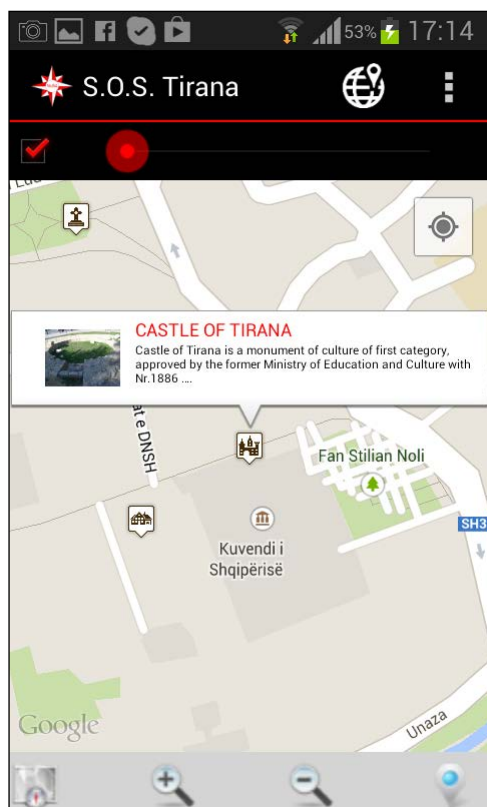 53% 17:14
S.O.S. Tirana
CASTLE OF TIRANA
Castle of Tirana is a monument of culture of first category,
approved by the former Ministry of Education and Culture with
Nr.1886 ....
at e DNSH
Fan Stilian Noli
SH3
Kuvendi i
Shqipërisë
Unaza
Google